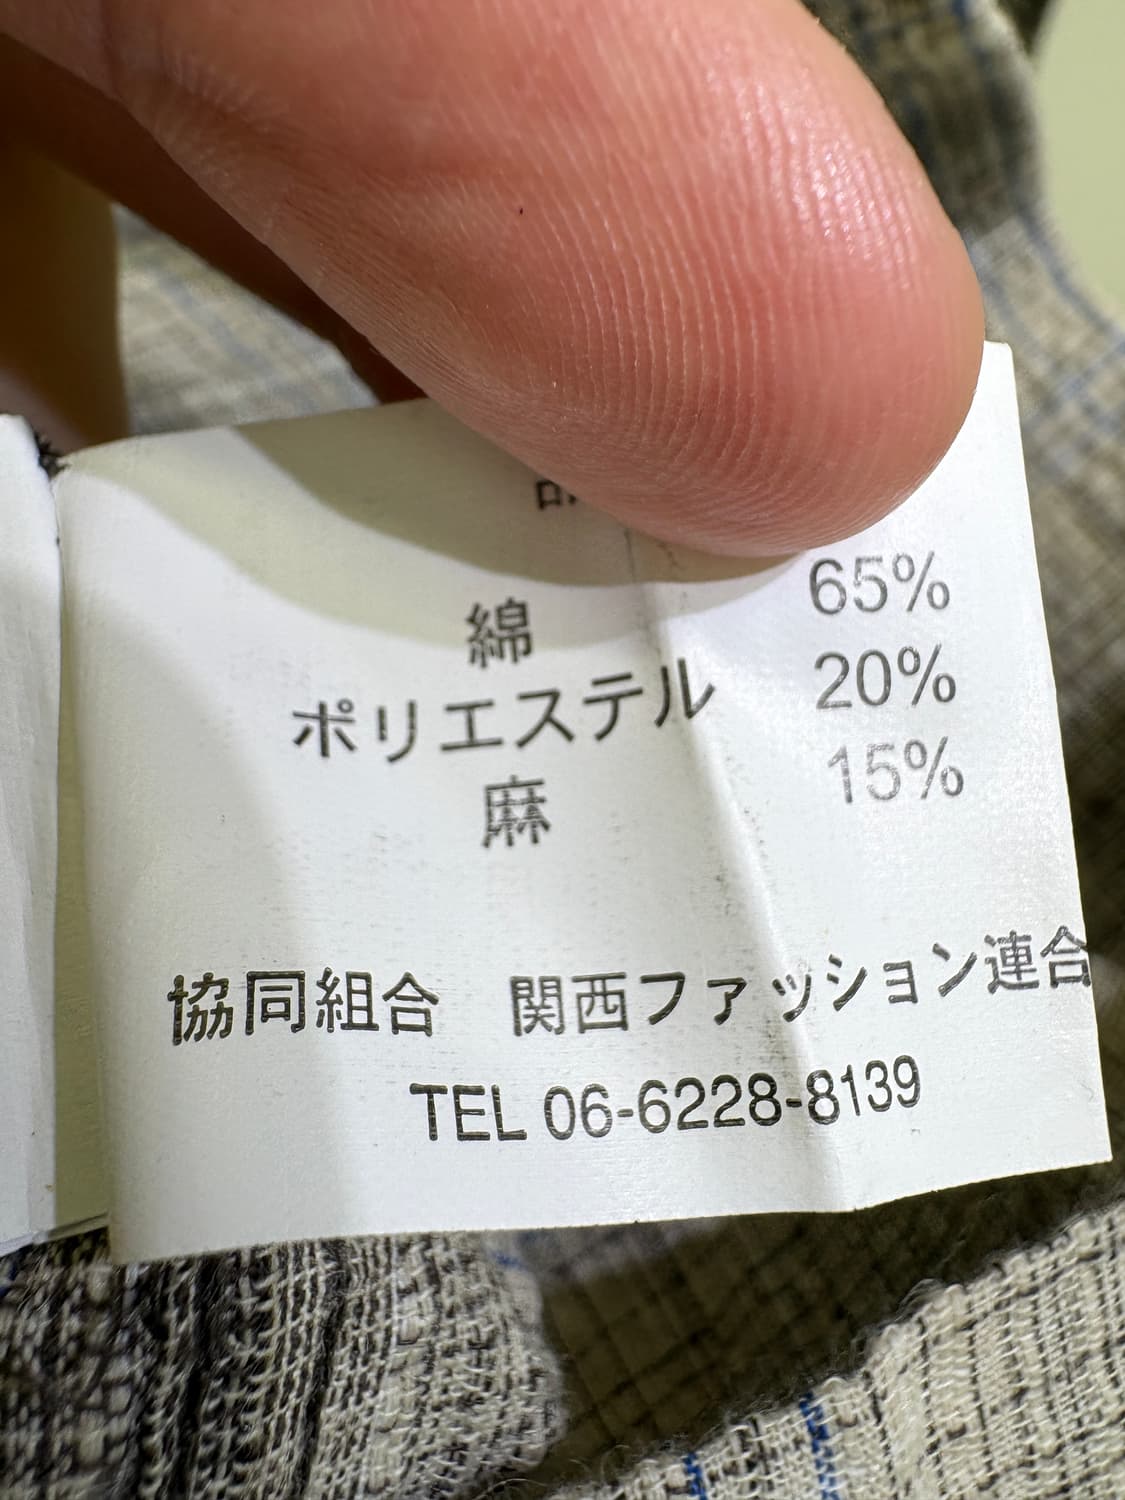 綿 65%
ポリエステル 20%
麻 15%
協同組合 関西ファッション連合
TEL 06-6228-8139